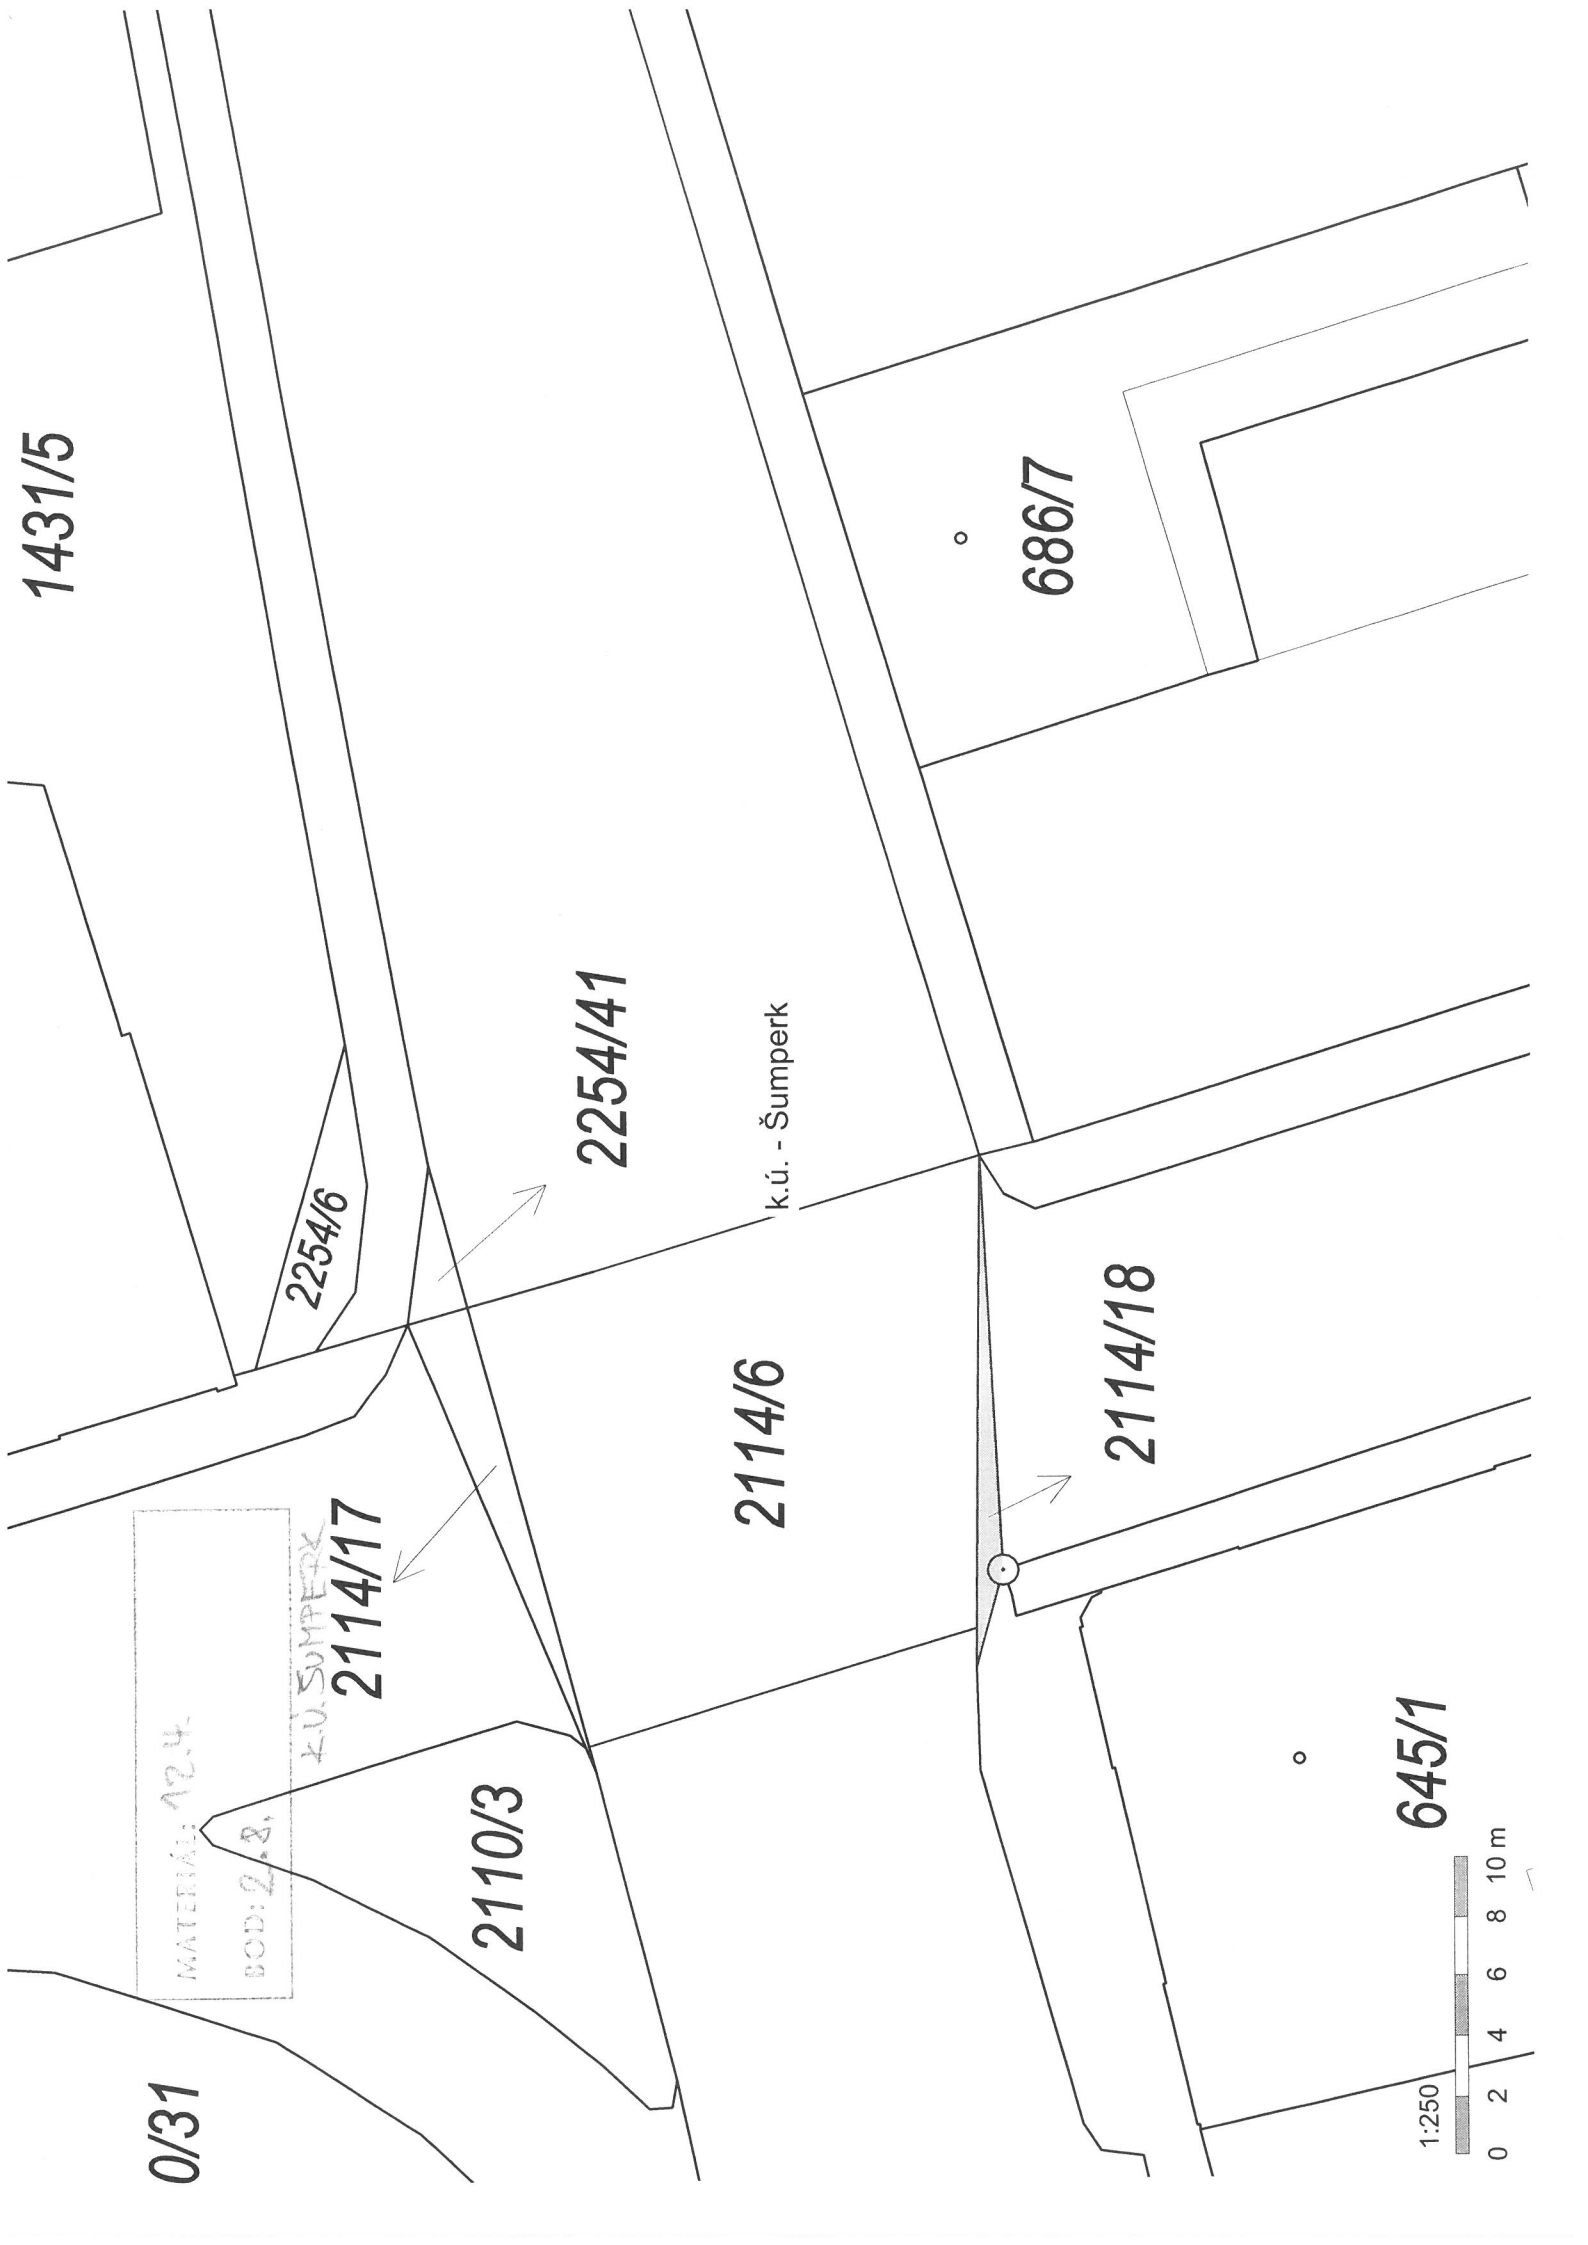 1431/5
2254/6
2254/41
k.ú. - Šumperk
686/7
MATERIÁL: 12.4.
BOD: 2.8.
K.Ú. ŠUMPERK
2114/17
2114/6
2114/18
0/31
2110/3
645/1
1:250
0 2 4 6 8 10 m